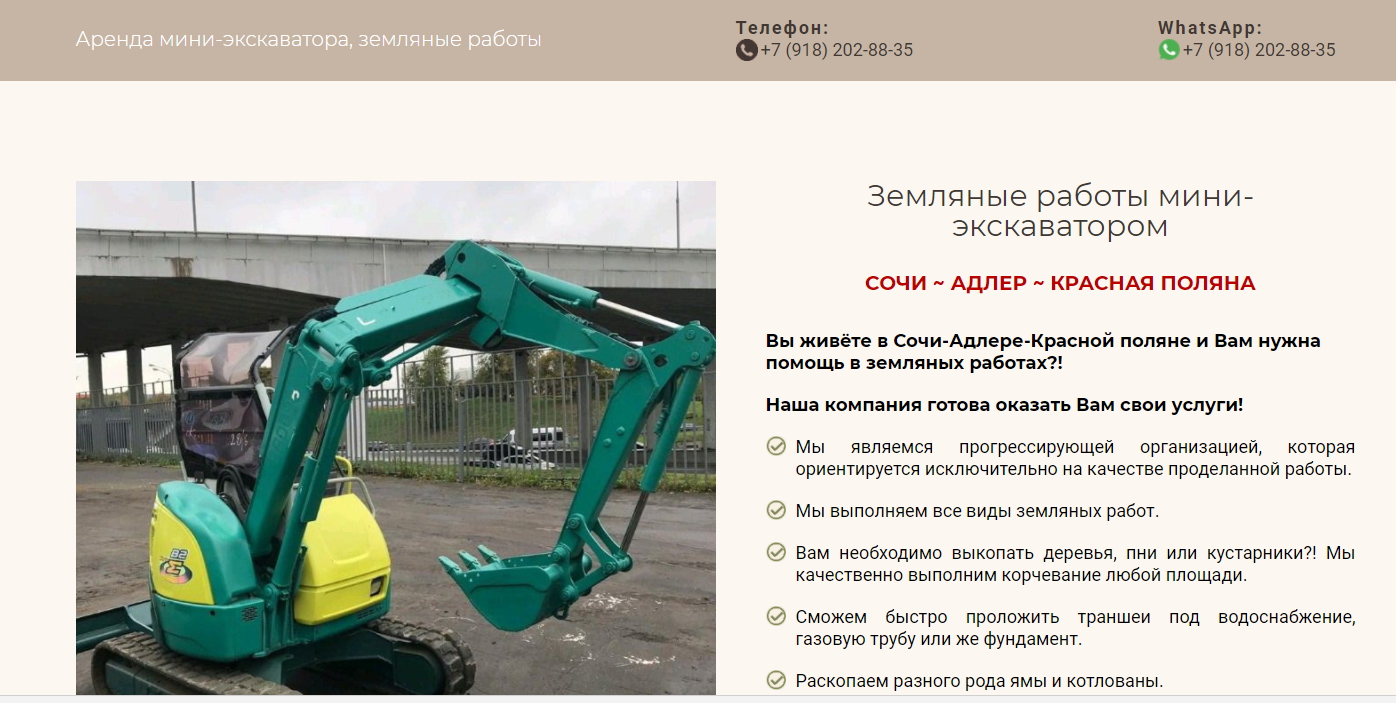 Аренда мини-экскаватора, земляные работы
Телефон:
+7 (918) 202-88-35
WhatsApp:
+7 (918) 202-88-35
Земляные работы мини-
экскаватором
СОЧИ ~ АДЛЕР ~ КРАСНАЯ ПОЛЯНА
Вы живёте в Сочи-Адлере-Красной поляне и Вам нужна
помощь в земляных работах?!
Наша компания готова оказать Вам свои услуги!
Мы являемся прогрессирующей организацией, которая
ориентируется исключительно на качестве проделанной работы.
Мы выполняем все виды земляных работ.
Вам необходимо выкопать деревья, пни или кустарники?! Мы
качественно выполним корчевание любой площади.
Сможем быстро проложить траншеи под водоснабжение,
газовую трубу или же фундамент.
Раскопаем разного рода ямы и котлованы.